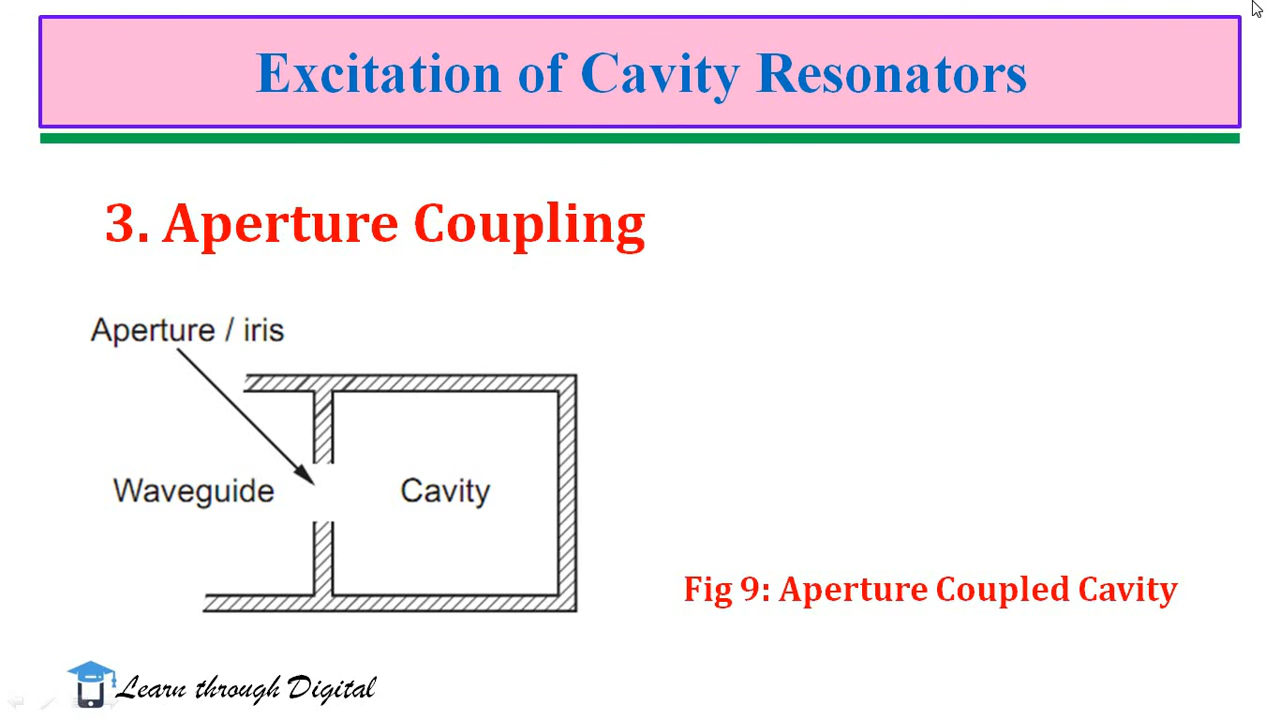 Excitation of Cavity Resonators
3. Aperture Coupling
Aperture / iris
Waveguide
Cavity
Fig 9: Aperture Coupled Cavity
Learn through Digital